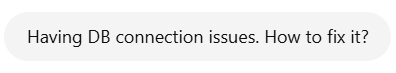 Having DB connection issues. How to fix it?